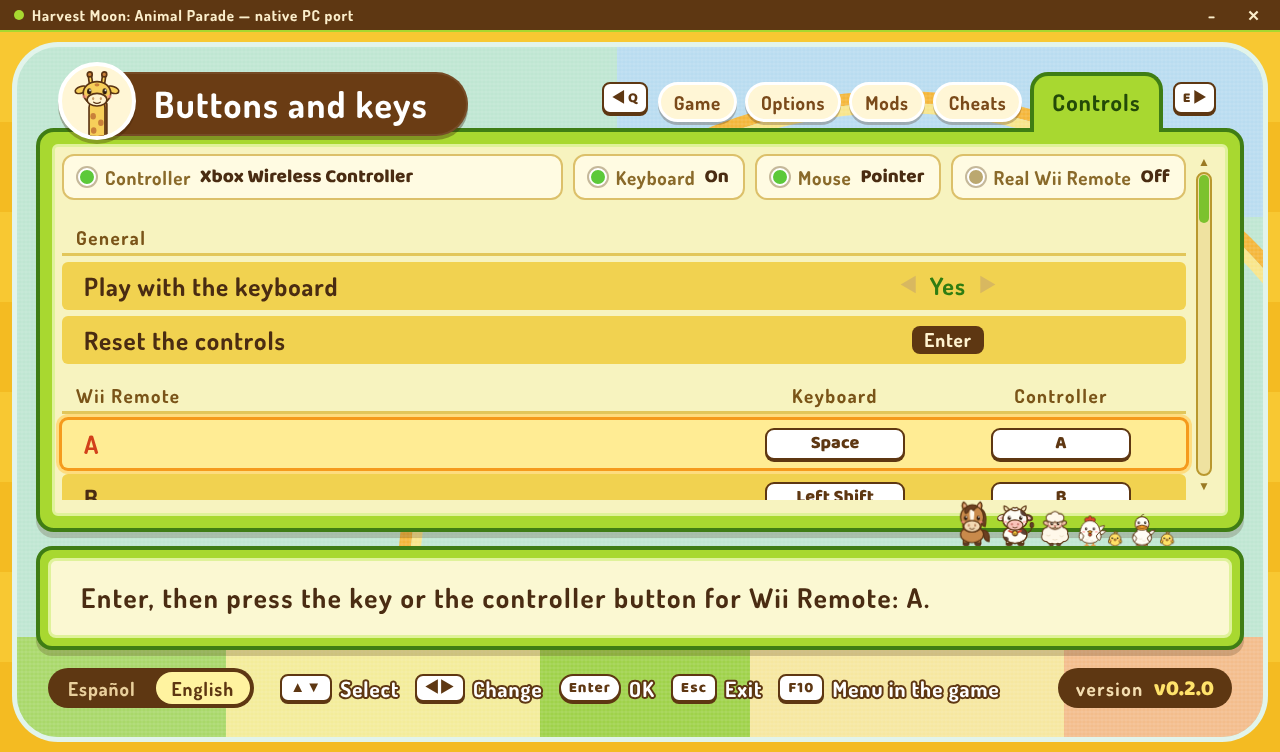 Harvest Moon: Animal Parade — native PC port
Buttons and keys
Q Game Options Mods Cheats Controls E
Controller Xbox Wireless Controller Keyboard On Mouse Pointer Real Wii Remote Off
General
Play with the keyboard Yes
Reset the controls Enter
Wii Remote Keyboard Controller
A Space A
B Left Shift B
Enter, then press the key or the controller button for Wii Remote: A.
Español English Select Change Enter OK Esc Exit F10 Menu in the game version v0.2.0